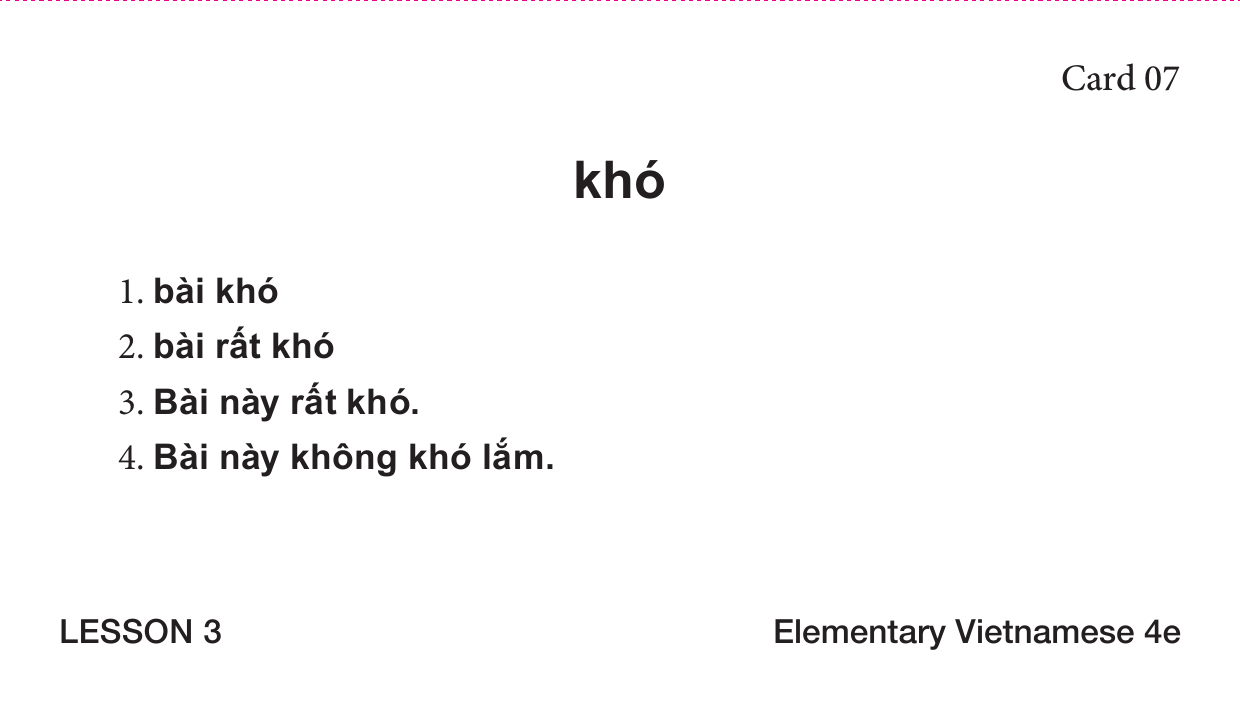 Card 07
khó
1. bài khó
2. bài rất khó
3. Bài này rất khó.
4. Bài này không khó lắm.
LESSON 3
Elementary Vietnamese 4e